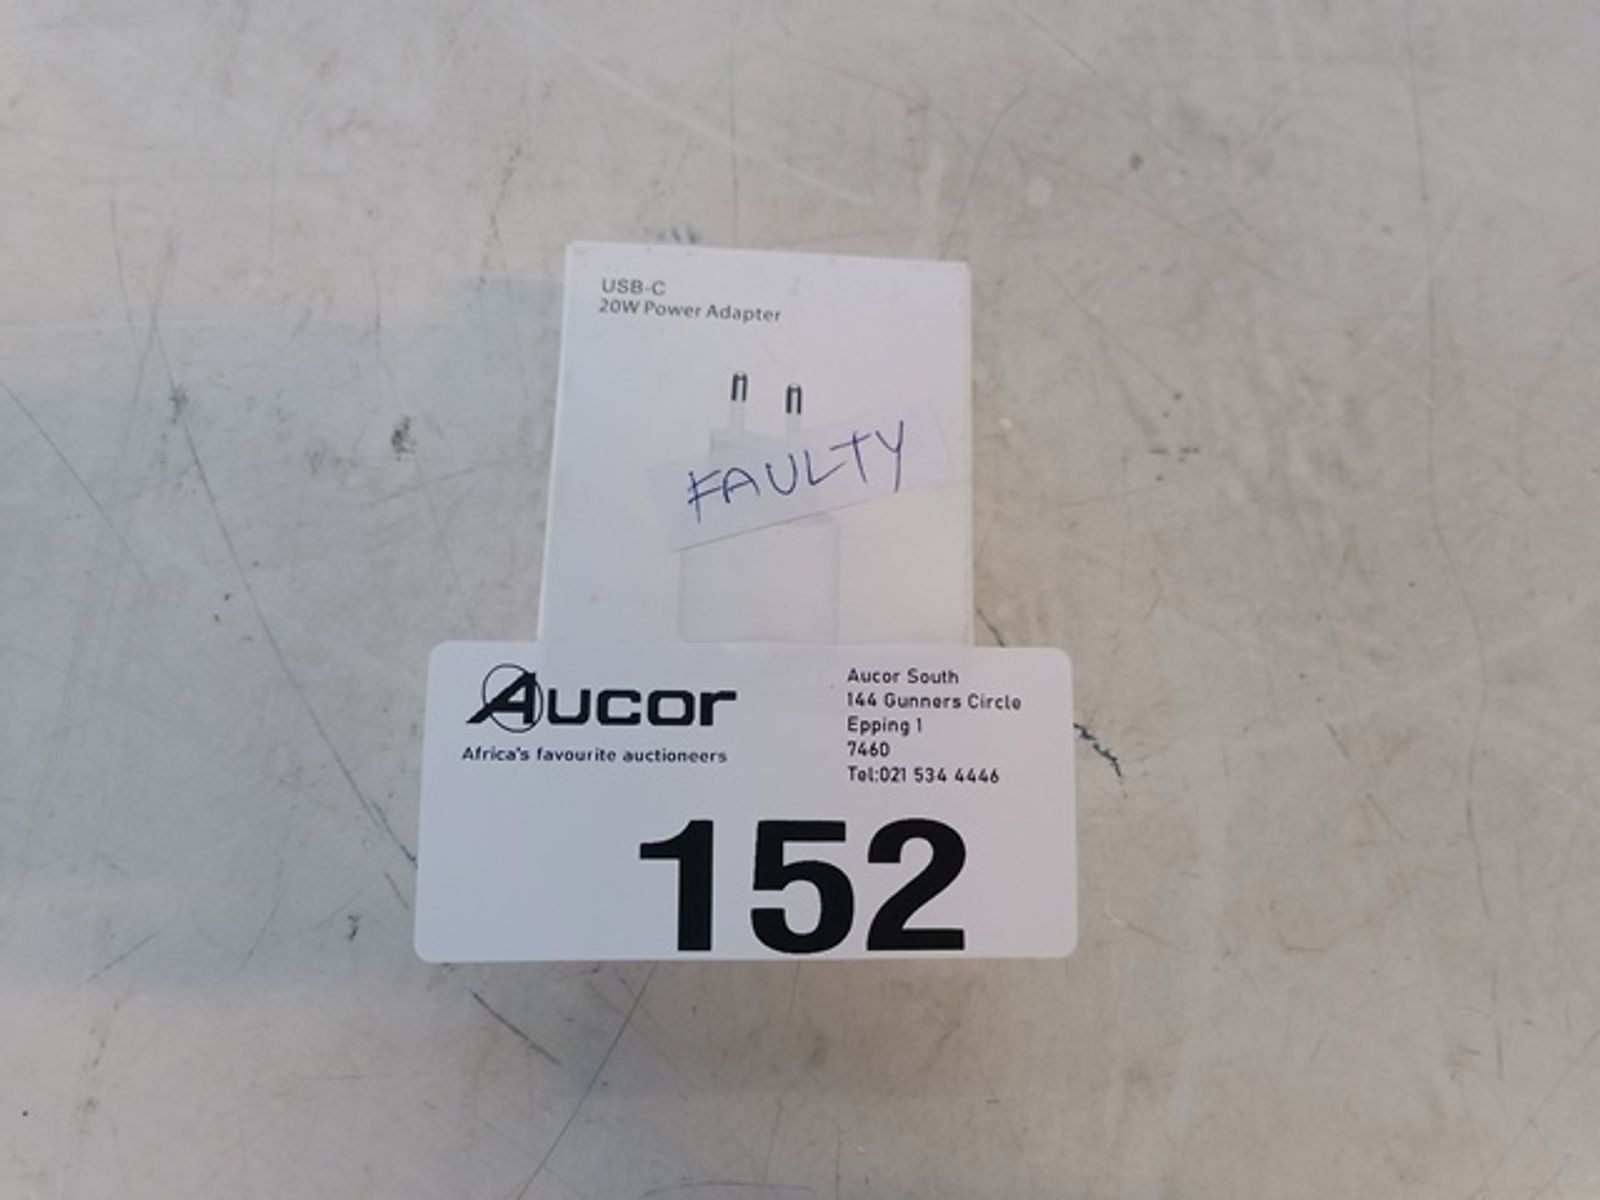 USB-C
20W Power Adapter
FAULTY
Aucor
Africa's favourite auctioneers
Aucor South
144 Gunners Circle
Epping 1
7460
Tel:021 534 4446
152